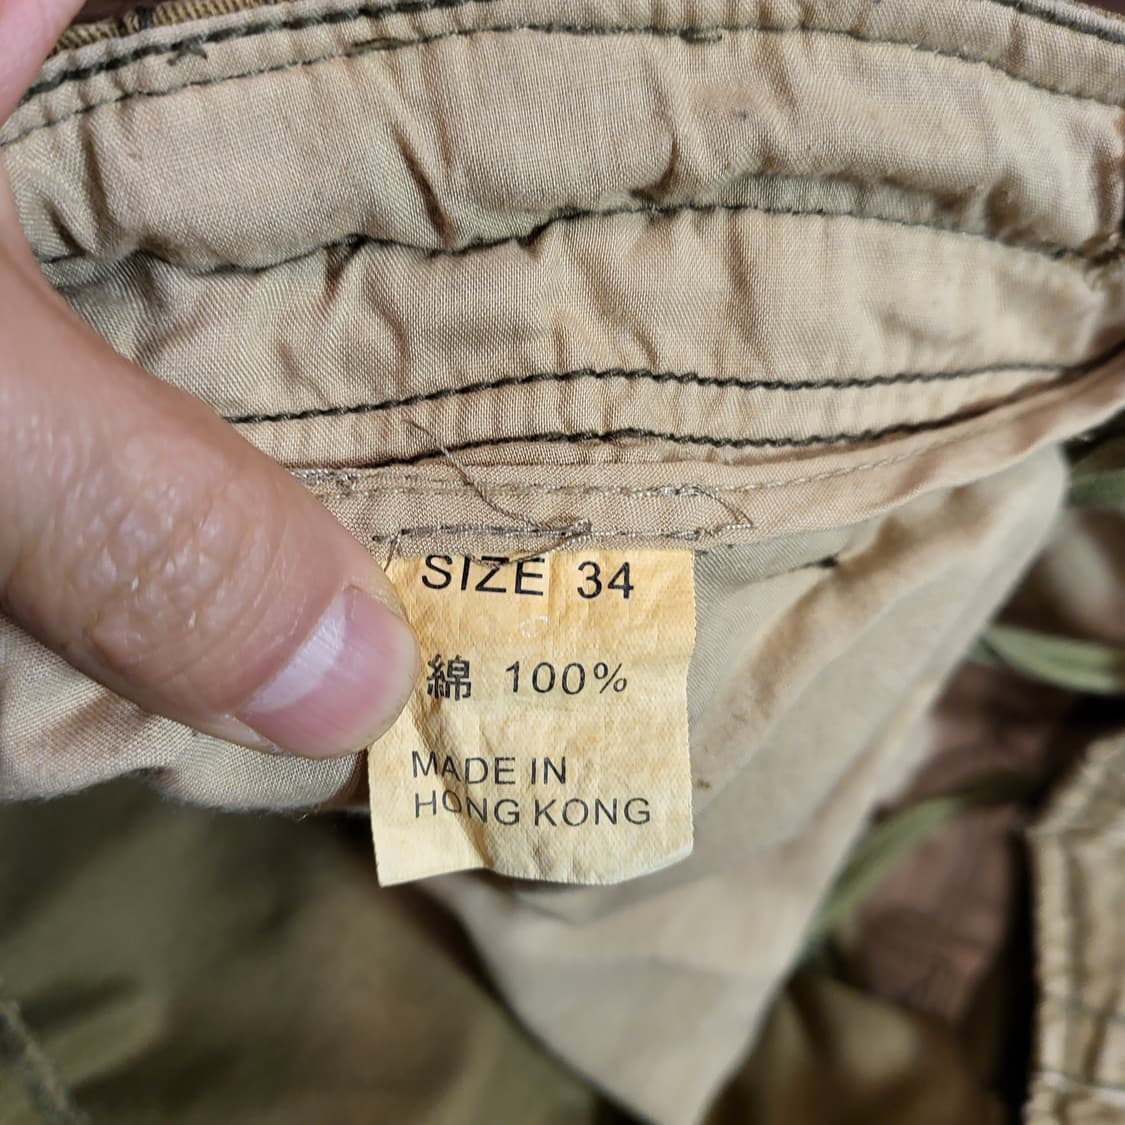 SIZE 34
綿 100%
MADE IN
HONG KONG